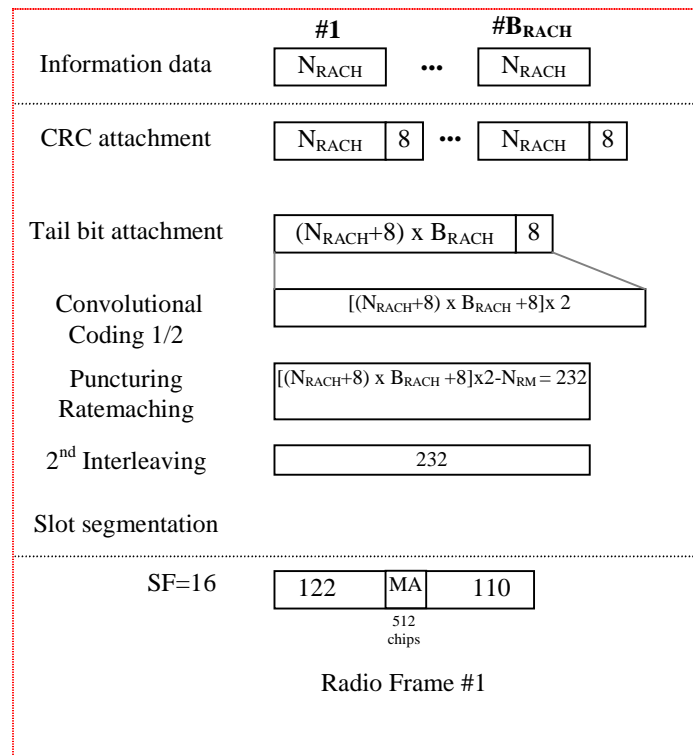 #1 #B_RACH
Information data N_RACH ... N_RACH
CRC attachment N_RACH 8 ... N_RACH 8
Tail bit attachment (N_RACH+8) x B_RACH 8
Convolutional
Coding 1/2
[(N_RACH+8) x B_RACH +8]x 2
Puncturing
Ratemaching
[(N_RACH+8) x B_RACH +8]x2-N_RM = 232
2nd Interleaving 232
Slot segmentation
SF=16 122 MA 110
512
chips
Radio Frame #1